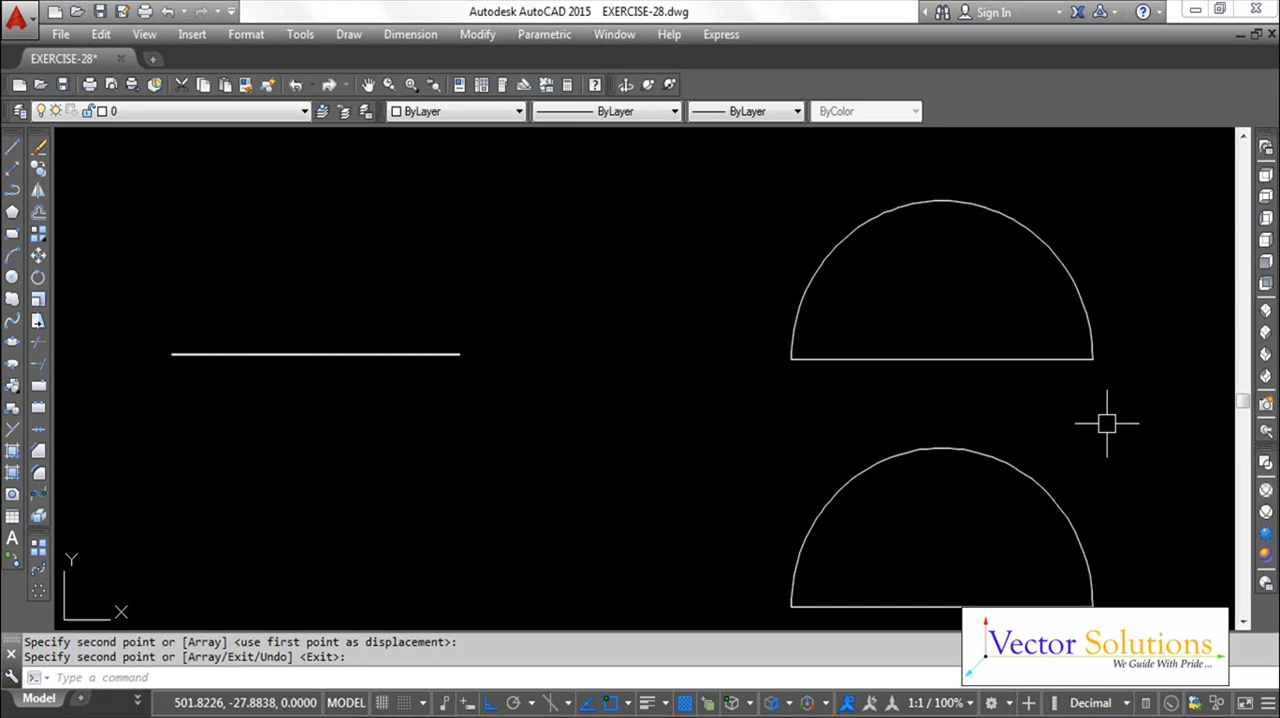 Autodesk AutoCAD 2015 EXERCISE-28.dwg
Sign In
File Edit View Insert Format Tools Draw Dimension Modify Parametric Window Help Express
EXERCISE-28*
0 ByLayer ByLayer ByLayer ByColor
A
Y
X
Specify second point or [Array] <use first point as displacement>:
Specify second point or [Array/Exit/Undo] <Exit>:
Type a command
Vector Solutions
We Guide With Pride...
Model 501.8226, -27.8838, 0.0000 MODEL 1:1 / 100% Decimal